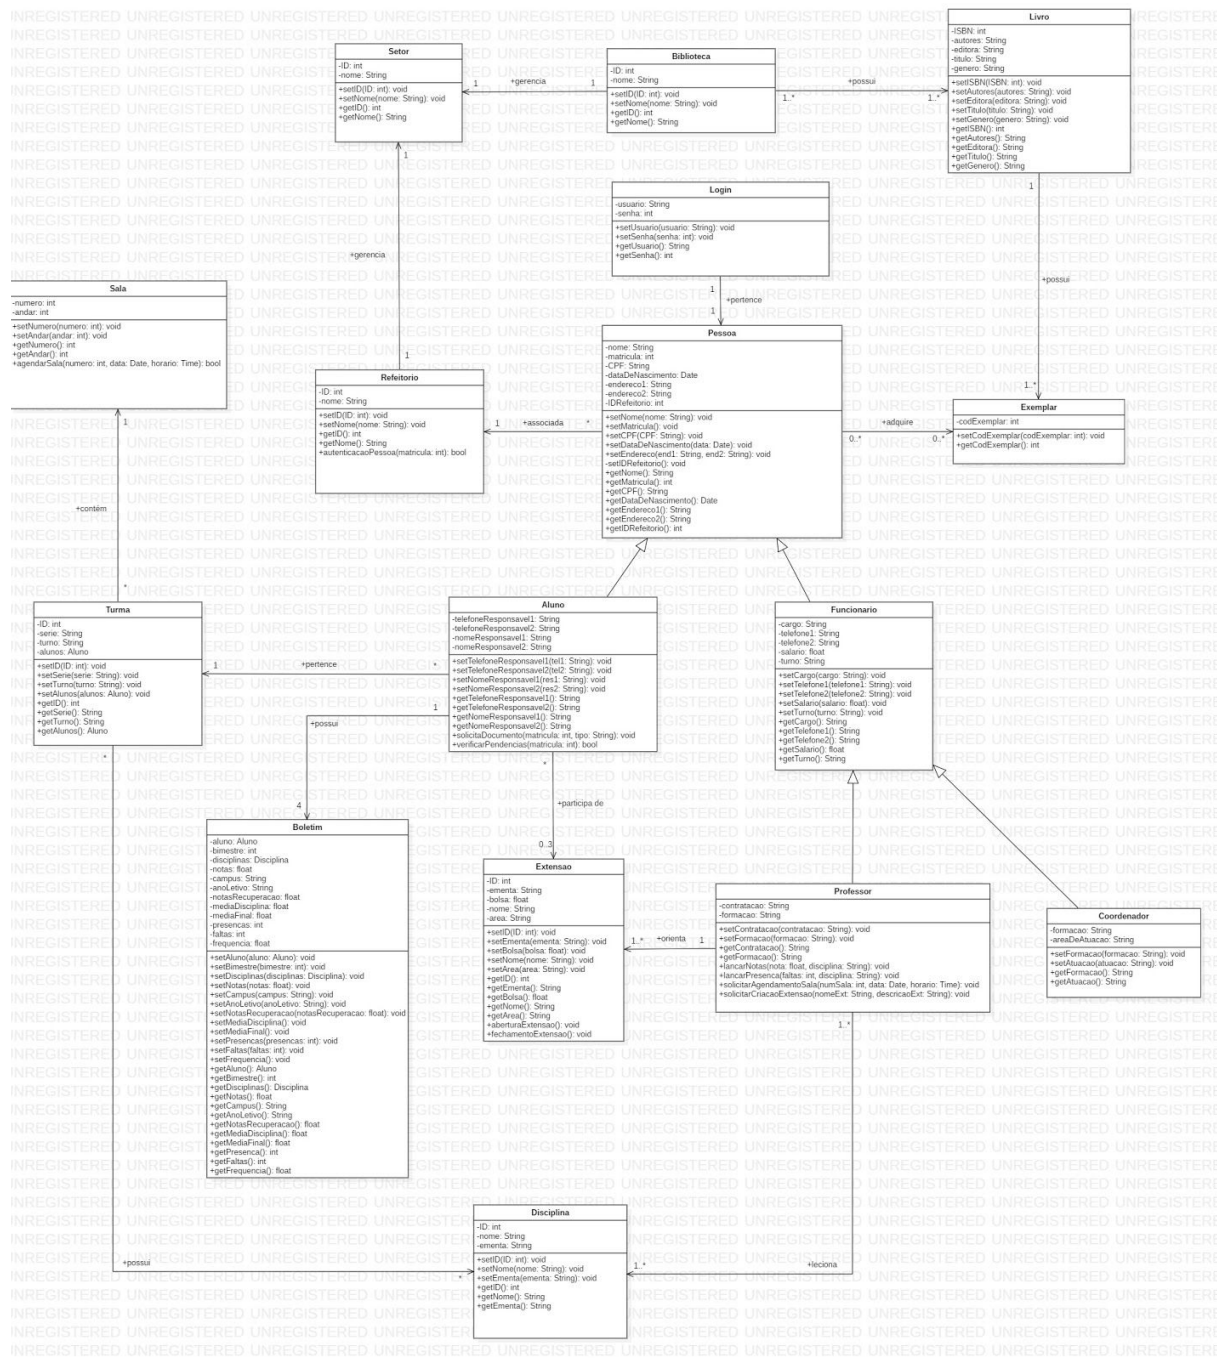 Livro
-ISBN: int
-autores: String
-editora: String
-titulo: String
-genero: String
+setISBN(ISBN: int): void
+setAutores(autores: String): void
+setEditora(editora: String): void
+setTitulo(titulo: String): void
+setGenero(genero: String): void
+getISBN(): int
+getAutores(): String
+getEditora(): String
+getTitulo(): String
+getGenero(): String
Setor
-ID: int
-nome: String
+setID(ID: int): void
+setNome(nome: String): void
+getID(): int
+getNome(): String
1
+gerencia
1
Biblioteca
-ID: int
-nome: String
+setID(ID: int): void
+setNome(nome: String): void
+getID(): int
+getNome(): String
+possui
1..*
1..*
1
+gerencia
1
Login
-usuario: String
-senha: int
+setUsuario(usuario: String): void
+setSenha(senha: int): void
+getUsuario(): String
+getSenha(): int
1
+pertence
1
1
+possui
1..*
Sala
-numero: int
-andar: int
+setNumero(numero: int): void
+setAndar(andar: int): void
+getNumero(): int
+getAndar(): int
+agendarSala(numero: int, data: Date, horario: Time): bool
1
+contém
*
Refeitorio
-ID: int
-nome: String
+setID(ID: int): void
+setNome(nome: String): void
+getID(): int
+getNome(): String
+autenticacaoPessoa(matricula: int): bool
1
+associada
*
Pessoa
-nome: String
-matricula: int
-CPF: String
-dataDeNascimento: Date
-endereco1: String
-endereco2: String
-IDRefeitorio: int
+setNome(nome: String): void
+setMatricula(): void
+setCPF(CPF: String): void
+setDataDeNascimento(data: Date): void
+setEndereco(end1: String, end2: String): void
-setIDRefeitorio(): void
+getNome(): String
+getMatricula(): int
+getCPF(): String
+getDataDeNascimento(): Date
+getEndereco1(): String
+getEndereco2(): String
+getIDRefeitorio(): int
+adquire
0..*
0..*
Exemplar
-codExemplar: int
+setCodExemplar(codExemplar: int): void
+getCodExemplar(): int
Turma
-ID: int
-serie: String
-turno: String
-alunos: Aluno
+setID(ID: int): void
+setSerie(serie: String): void
+setTurno(turno: String): void
+setAlunos(alunos: Aluno): void
+getID(): int
+getSerie(): String
+getTurno(): String
+getAlunos(): Aluno
1
+pertence
*
Aluno
-telefoneResponsavel1: String
-telefoneResponsavel2: String
-nomeResponsavel1: String
-nomeResponsavel2: String
+setTelefoneResponsavel1(tel1: String): void
+setTelefoneResponsavel2(tel2: String): void
+setNomeResponsavel1(res1: String): void
+setNomeResponsavel2(res2: String): void
+getTelefoneResponsavel1(): String
+getTelefoneResponsavel2(): String
+getNomeResponsavel1(): String
+getNomeResponsavel2(): String
+solicitaDocumento(matricula: int, tipo: String): void
+verificarPendencias(matricula: int): bool
Funcionario
-cargo: String
-telefone1: String
-telefone2: String
-salario: float
-turno: String
+setCargo(cargo: String): void
+setTelefone1(telefone1: String): void
+setTelefone2(telefone2: String): void
+setSalario(salario: float): void
+setTurno(turno: String): void
+getCargo(): String
+getTelefone1(): String
+getTelefone2(): String
+getSalario(): float
+getTurno(): String
1
+possui
4
*
+participa de
0..3
Boletim
-aluno: Aluno
-bimestre: int
-disciplinas: Disciplina
-notas: float
-campus: String
-anoLetivo: String
-notasRecuperacao: float
-mediaDisciplina: float
-mediaFinal: float
-presencas: int
-faltas: int
-frequencia: float
+setAluno(aluno: Aluno): void
+setBimestre(bimestre: int): void
+setDisciplinas(disciplinas: Disciplina): void
+setNotas(notas: float): void
+setCampus(campus: String): void
+setAnoLetivo(anoLetivo: String): void
+setNotasRecuperacao(notasRecuperacao: float): void
+setMediaDisciplina(): void
+setMediaFinal(): void
+setPresencas(presencas: int): void
+setFaltas(faltas: int): void
+setFrequencia(): void
+getAluno(): Aluno
+getBimestre(): int
+getDisciplinas(): Disciplina
+getNotas(): float
+getCampus(): String
+getAnoLetivo(): String
+getNotasRecuperacao(): float
+getMediaDisciplina(): float
+getMediaFinal(): float
+getPresenca(): int
+getFaltas(): int
+getFrequencia(): float
Extensao
-ID: int
-ementa: String
-bolsa: float
-nome: String
-area: String
+setID(ID: int): void
+setEmenta(ementa: String): void
+setBolsa(bolsa: float): void
+setNome(nome: String): void
+setArea(area: String): void
+getID(): int
+getEmenta(): String
+getBolsa(): float
+getNome(): String
+getArea(): String
+aberturaExtensao(): void
+fechamentoExtensao(): void
1..*
+orienta
1
Professor
-contratacao: String
-formacao: String
+setContratacao(contratacao: String): void
+setFormacao(formacao: String): void
+getContratacao(): String
+getFormacao(): String
+lancarNotas(nota: float, disciplina: String): void
+lancarPresenca(faltas: int, disciplina: String): void
+solicitarAgendamentoSala(numSala: int, data: Date, horario: Time): void
+solicitarCriacaoExtensao(nomeExt: String, descricaoExt: String): void
Coordenador
-formacao: String
-areaDeAtuacao: String
+setFormacao(formacao: String): void
+setAtuacao(atuacao: String): void
+getFormacao(): String
+getAtuacao(): String
*
+possui
*
1..*
+leciona
1..*
Disciplina
-ID: int
-nome: String
-ementa: String
+setID(ID: int): void
+setNome(nome: String): void
+setEmenta(ementa: String): void
+getID(): int
+getNome(): String
+getEmenta(): String
UNREGISTERED